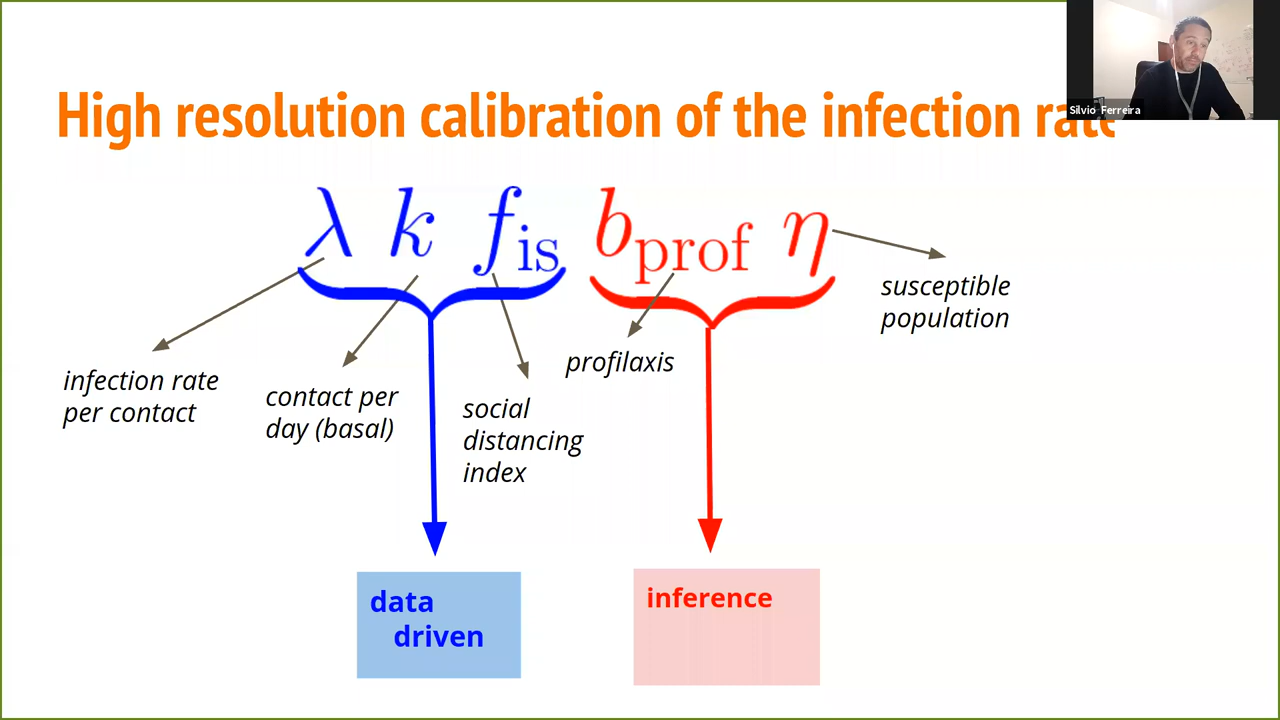 High resolution calibration of the infection rate
Silvio Ferreira
λ k f_is b_prof η
susceptible
population
profilaxis
infection rate
per contact
contact per
day (basal)
social
distancing
index
data
driven
inference